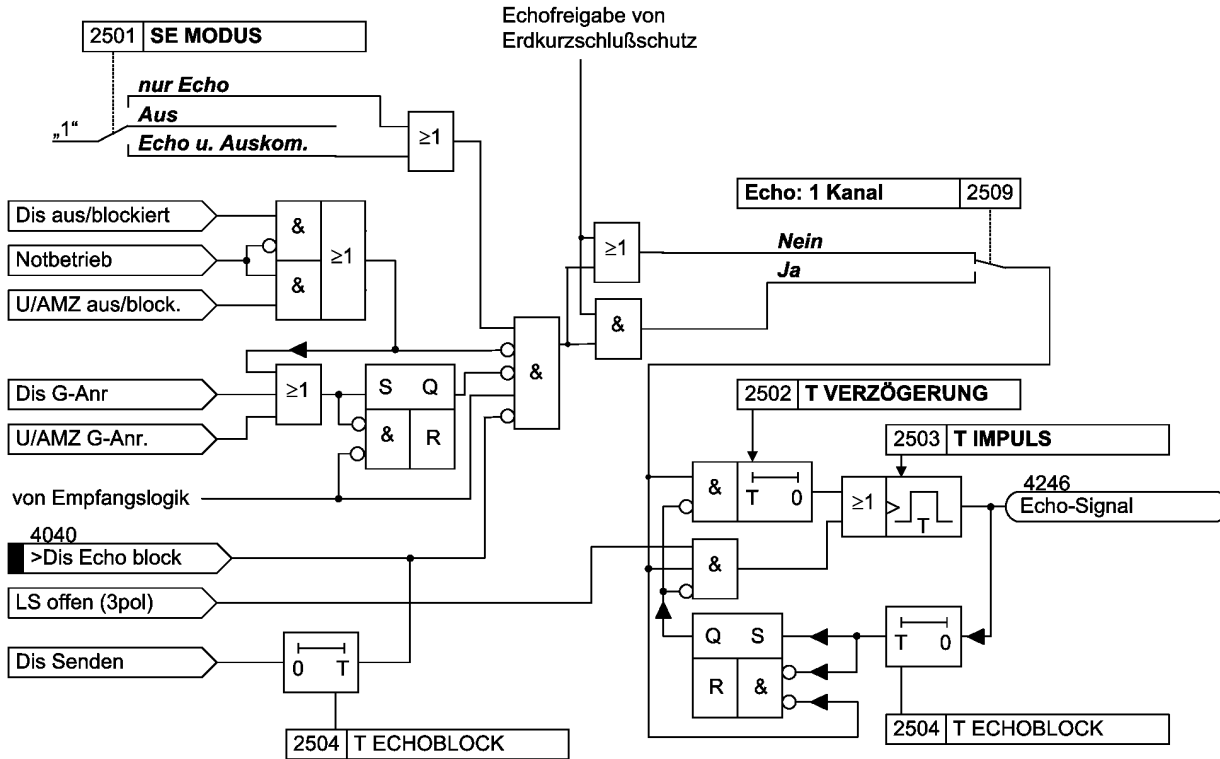 Echofreigabe von
Erdkurzschlußschutz
2501 SE MODUS
nur Echo
Aus
„1“
Echo u. Auskom.
≥1
Echo: 1 Kanal 2509
Dis aus/blockiert
Notbetrieb
U/AMZ aus/block.
&
&
≥1
≥1
Nein
Ja
&
&
Dis G-Anr
U/AMZ G-Anr.
≥1
S Q
& R
2502 T VERZÖGERUNG
2503 T IMPULS
von Empfangslogik
& T 0
≥1 > T
4246
Echo-Signal
4040
>Dis Echo block
&
LS offen (3pol)
Q S
R &
T 0
Dis Senden
0 T
2504 T ECHOBLOCK
2504 T ECHOBLOCK